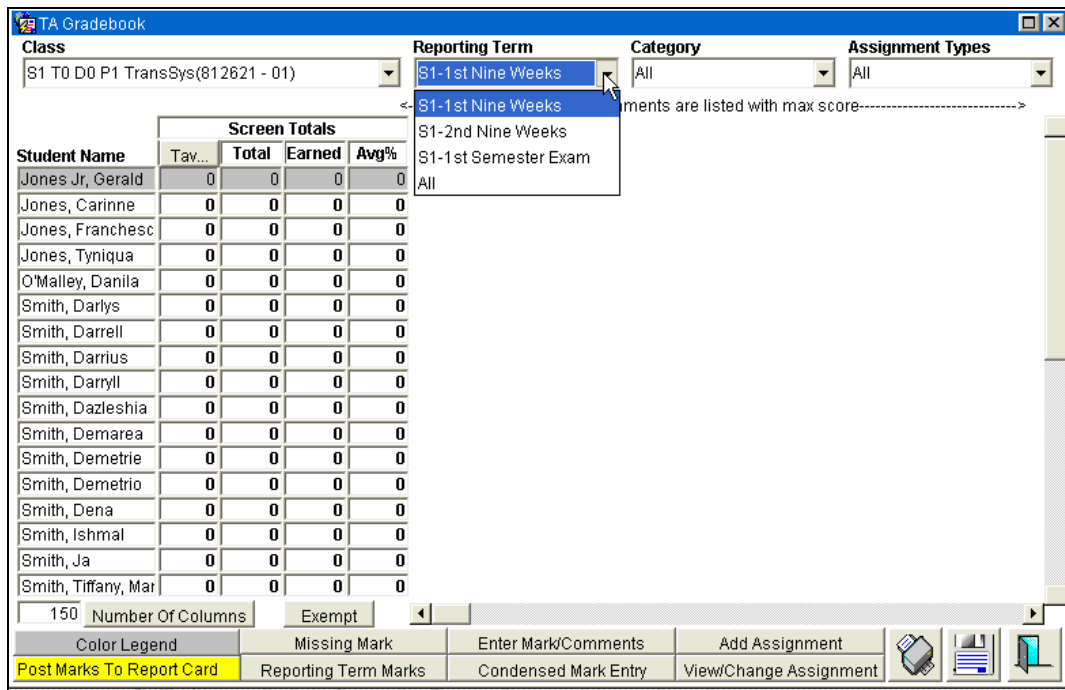 TA Gradebook
Class Reporting Term Category Assignment Types
S1 T0 D0 P1 TransSys(812621 - 01) S1-1st Nine Weeks All All
S1-1st Nine Weeks
S1-2nd Nine Weeks
S1-1st Semester Exam
All
<- ments are listed with max score----------------------------->
Screen Totals
Student Name Tav... Total Earned Avg%
Jones Jr, Gerald 0 0 0 0
Jones, Carinne 0 0 0 0
Jones, Franchesc 0 0 0 0
Jones, Tyniqua 0 0 0 0
O'Malley, Danila 0 0 0 0
Smith, Darlys 0 0 0 0
Smith, Darrell 0 0 0 0
Smith, Darrius 0 0 0 0
Smith, Darryll 0 0 0 0
Smith, Dazleshia 0 0 0 0
Smith, Demarea 0 0 0 0
Smith, Demetrie 0 0 0 0
Smith, Demetrio 0 0 0 0
Smith, Dena 0 0 0 0
Smith, Ishmal 0 0 0 0
Smith, Ja 0 0 0 0
Smith, Tiffany, Mar 0 0 0 0
150 Number Of Columns Exempt
Color Legend Missing Mark Enter Mark/Comments Add Assignment
Post Marks To Report Card Reporting Term Marks Condensed Mark Entry View/Change Assignment